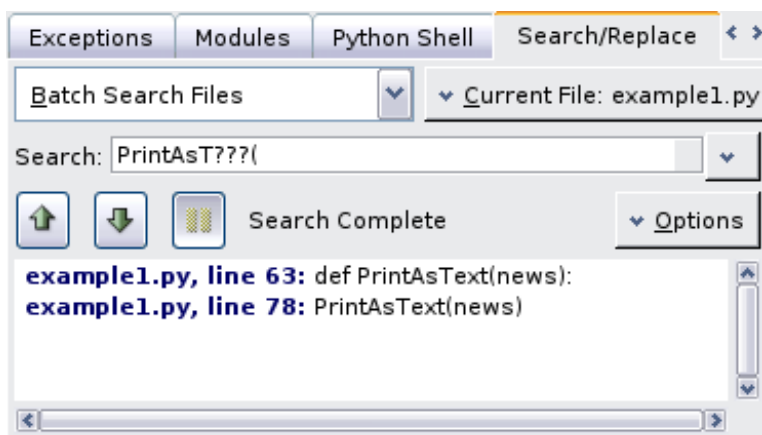 Exceptions Modules Python Shell Search/Replace
Batch Search Files Current File: example1.py
Search: PrintAsT???(
Search Complete Options
example1.py, line 63: def PrintAsText(news):
example1.py, line 78: PrintAsText(news)